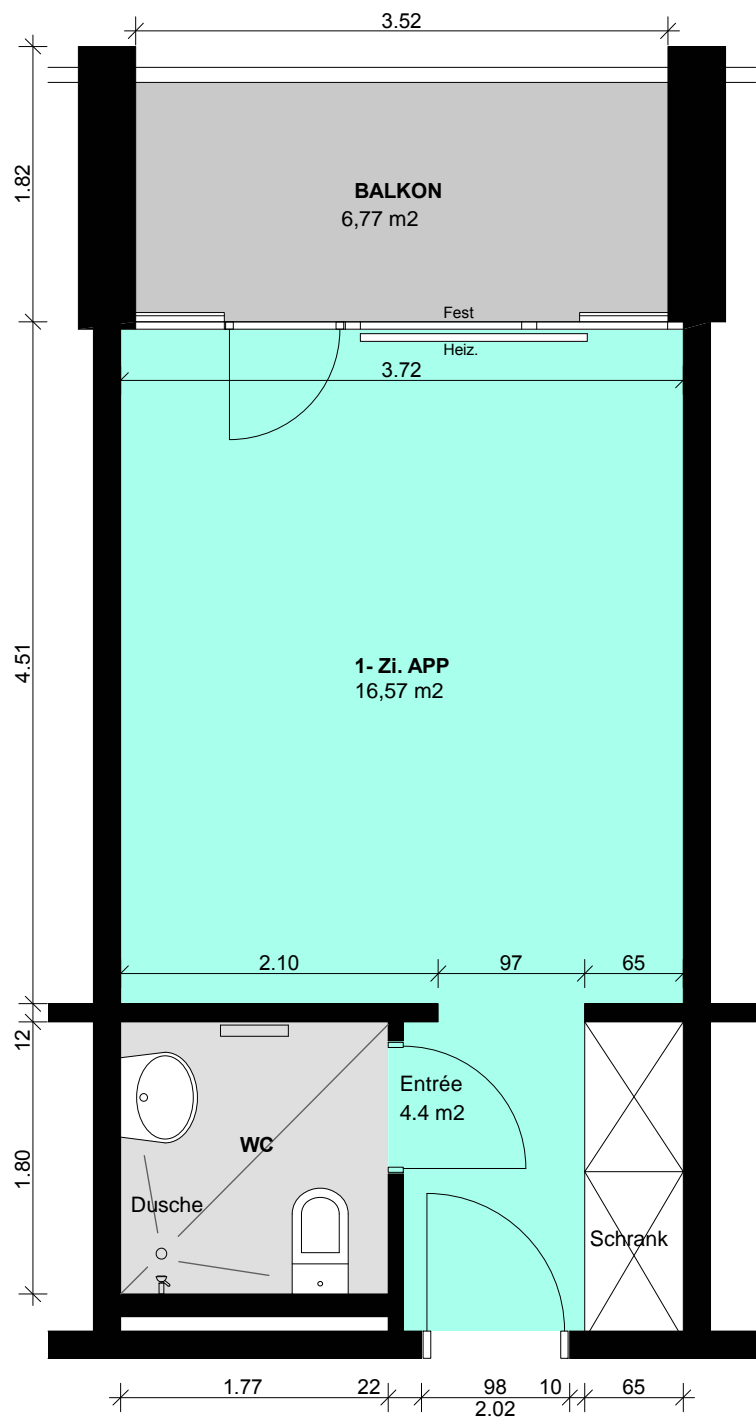 3.52
1.82
BALKON
6,77 m2
Fest
Heiz.
3.72
4.51
1- Zi. APP
16,57 m2
2.10
97
65
12
Entrée
4.4 m2
WC
1.80
Dusche
Schrank
1.77
22
98
10
65
2.02